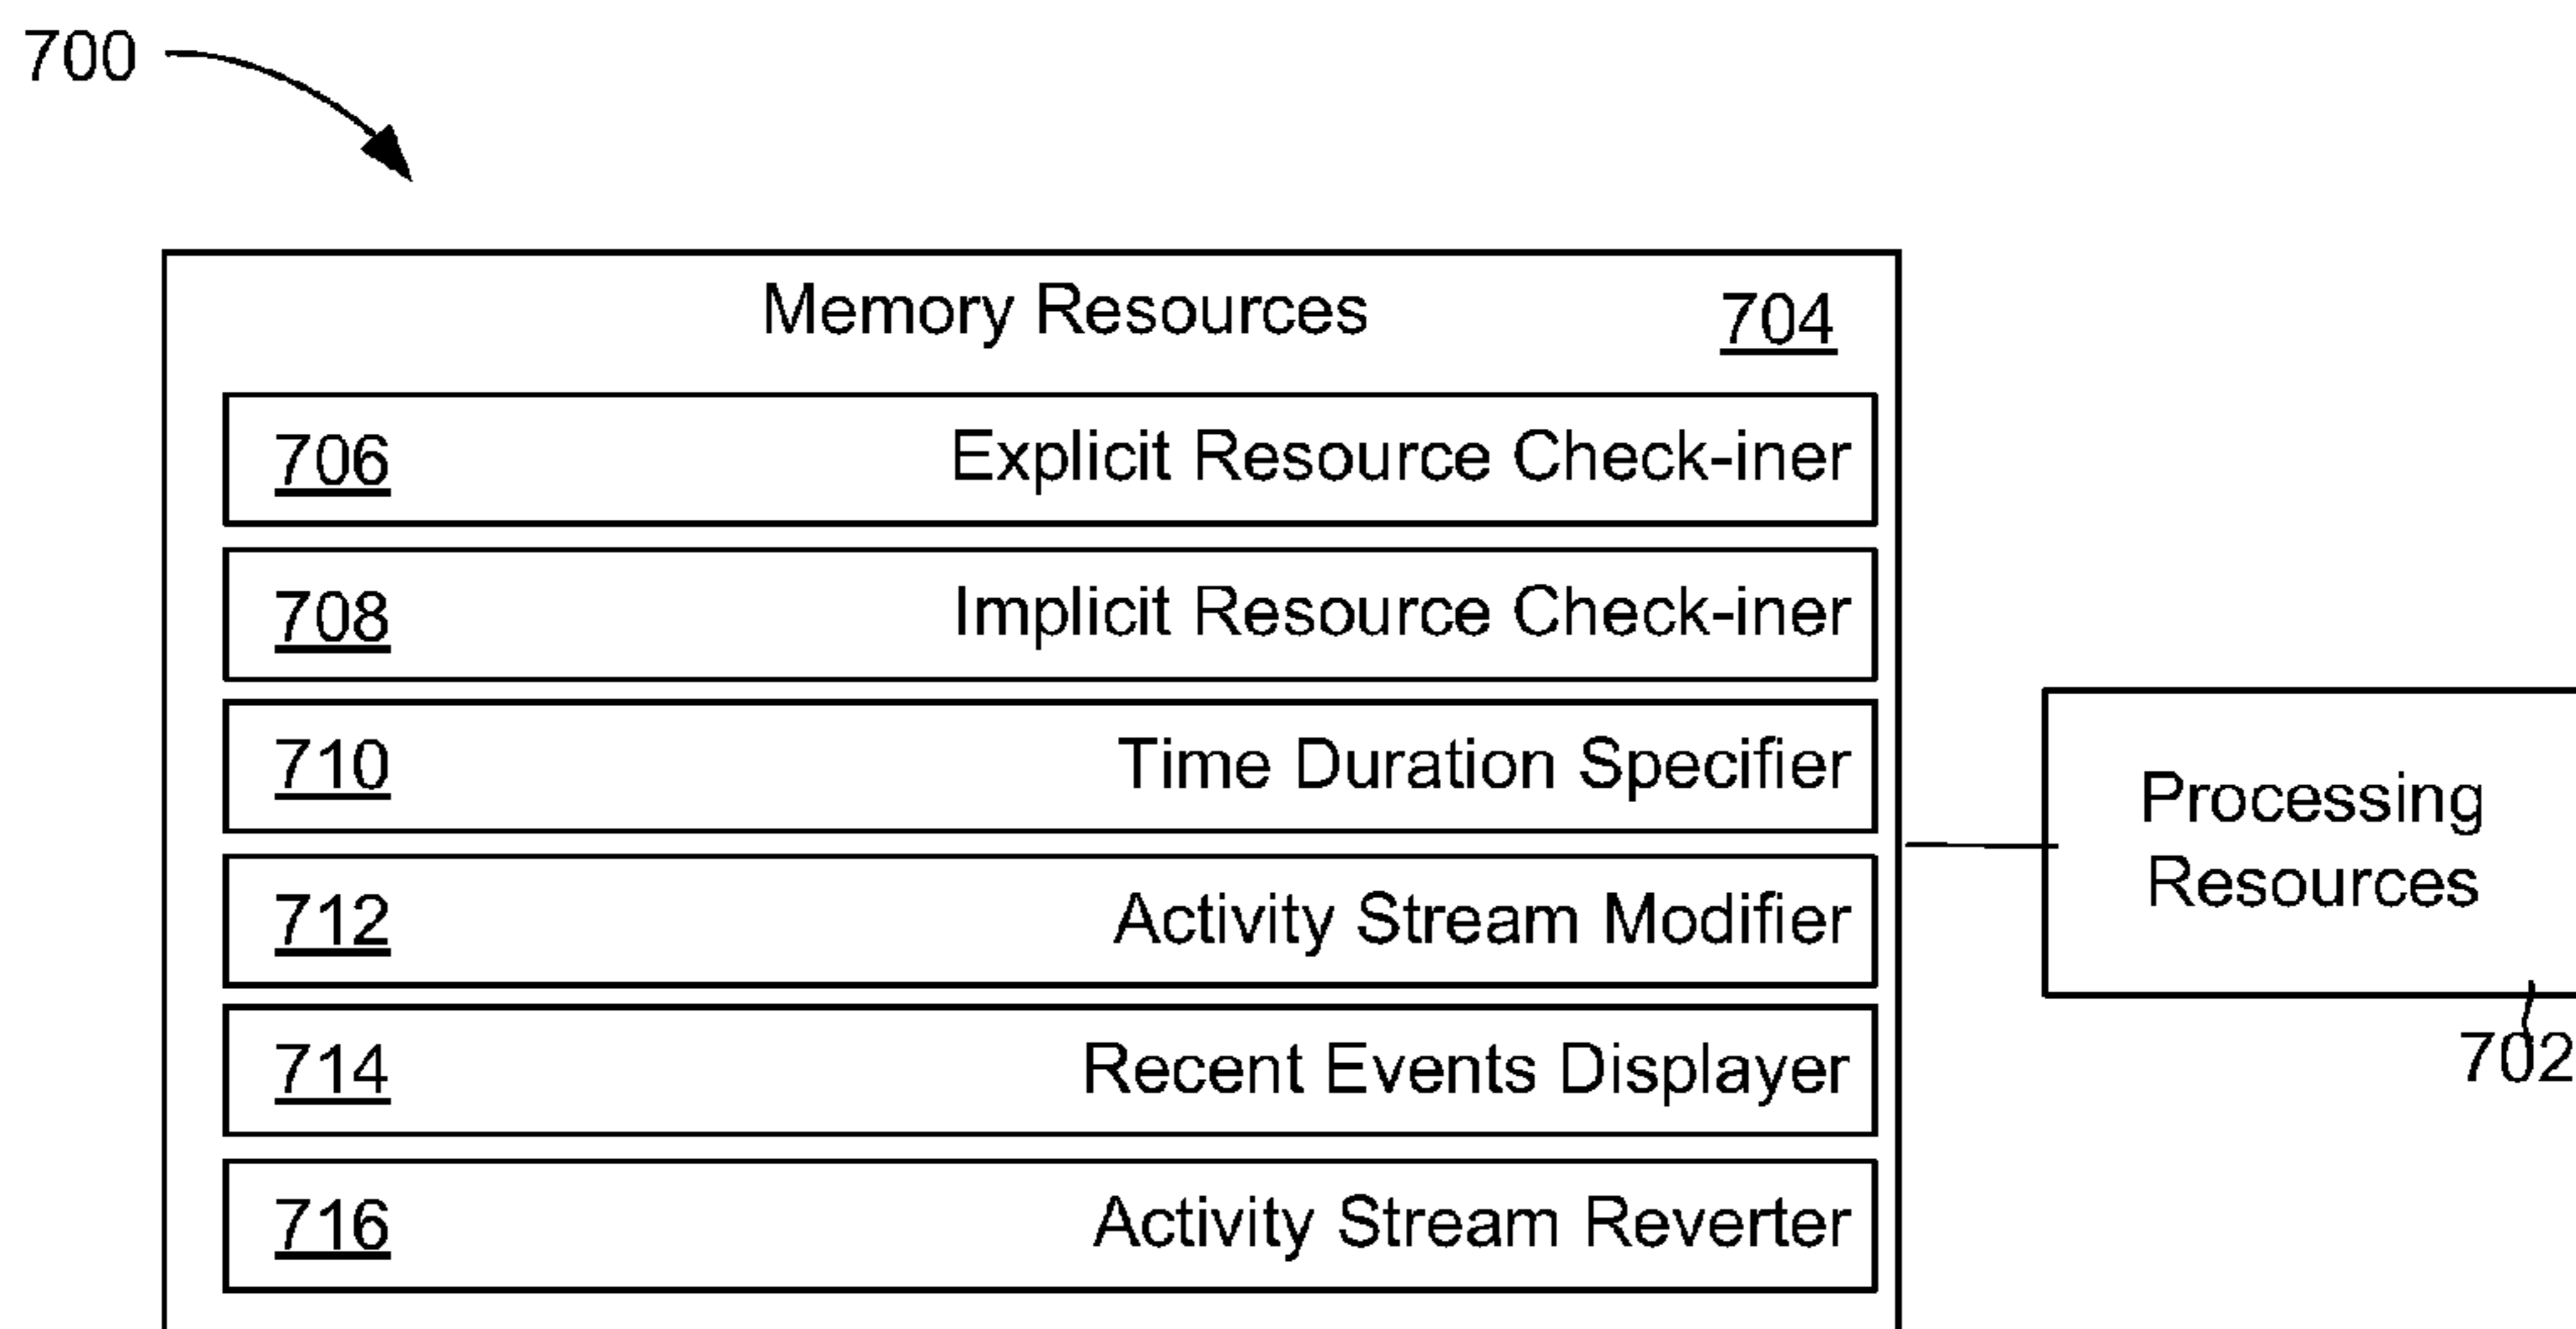 700
Memory Resources 704
706 Explicit Resource Check-iner
708 Implicit Resource Check-iner
710 Time Duration Specifier
712 Activity Stream Modifier
714 Recent Events Displayer
716 Activity Stream Reverter
Processing
Resources
702